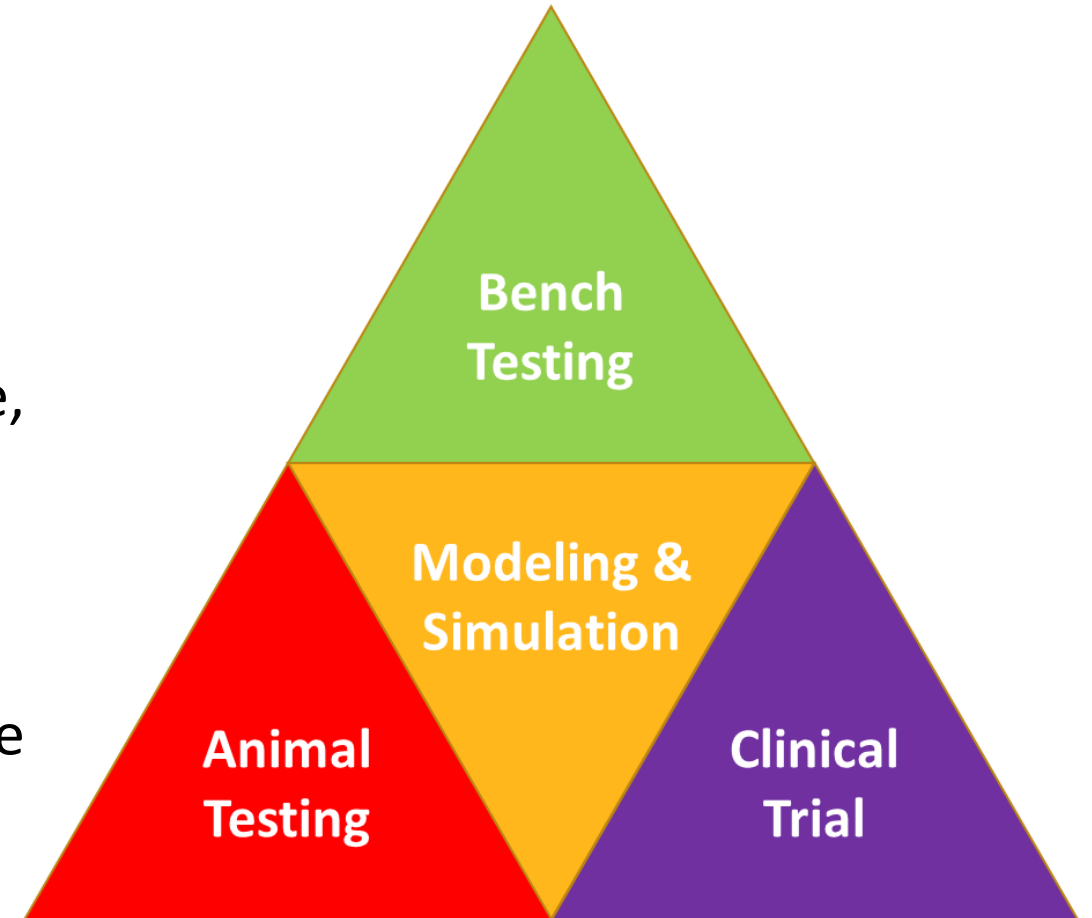 Bench
Testing
e,
Modeling &
Simulation
e
Animal
Testing
Clinical
Trial